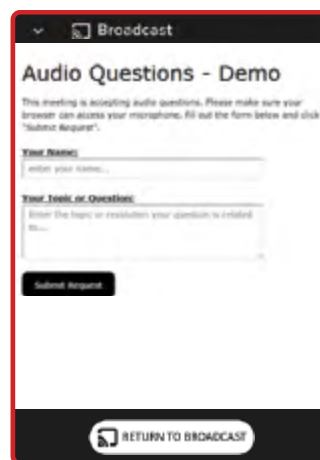 Broadcast
Audio Questions - Demo
This meeting is accepting audio questions. Please make sure your
browser can access your microphone, fill out the form below and click
"Submit Request".
Your Name:
enter your name...
Your Topic or Question:
Enter the topic or resolution your question is related
to...
Submit Request
RETURN TO BROADCAST